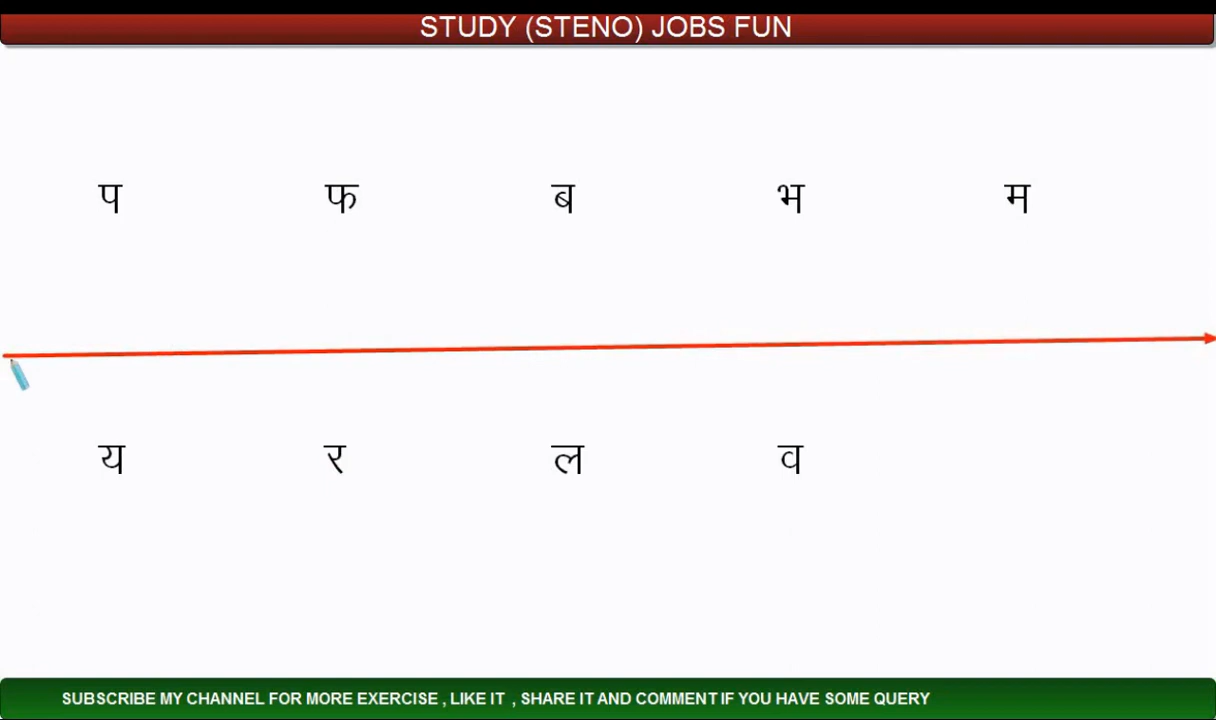 STUDY (STENO) JOBS FUN
प फ ब भ म
य र ल व
SUBSCRIBE MY CHANNEL FOR MORE EXERCISE , LIKE IT , SHARE IT AND COMMENT IF YOU HAVE SOME QUERY